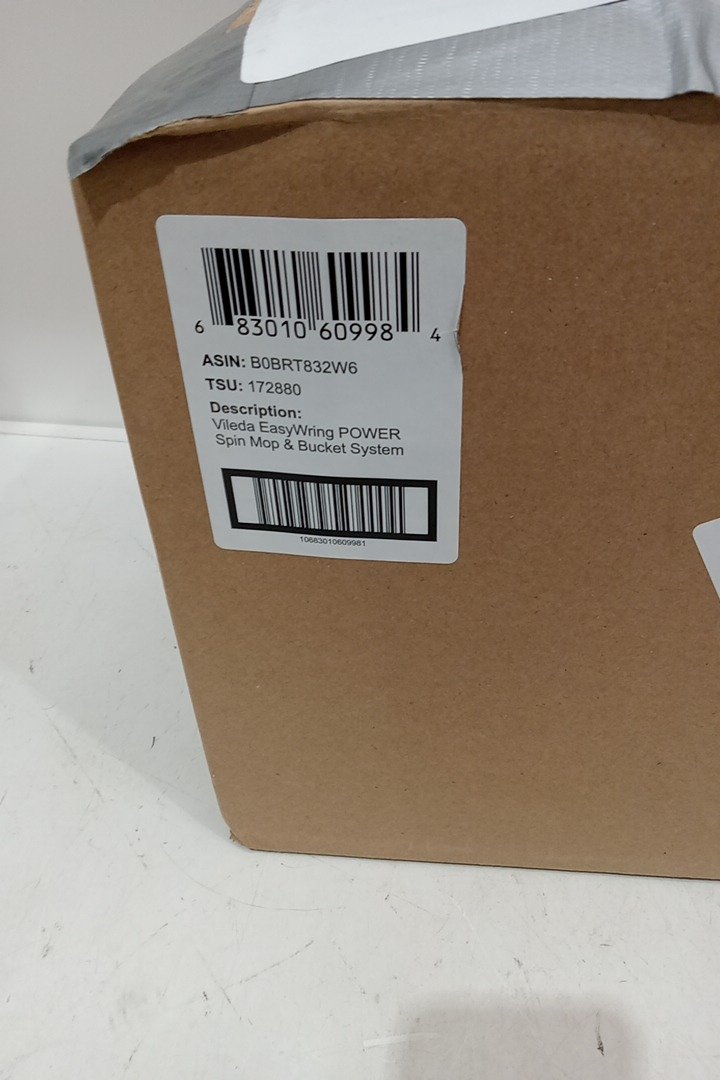 6 83010 60998 4
ASIN: B0BRT832W6
TSU: 172880
Description:
Vileda EasyWring POWER
Spin Mop & Bucket System
10683010609981